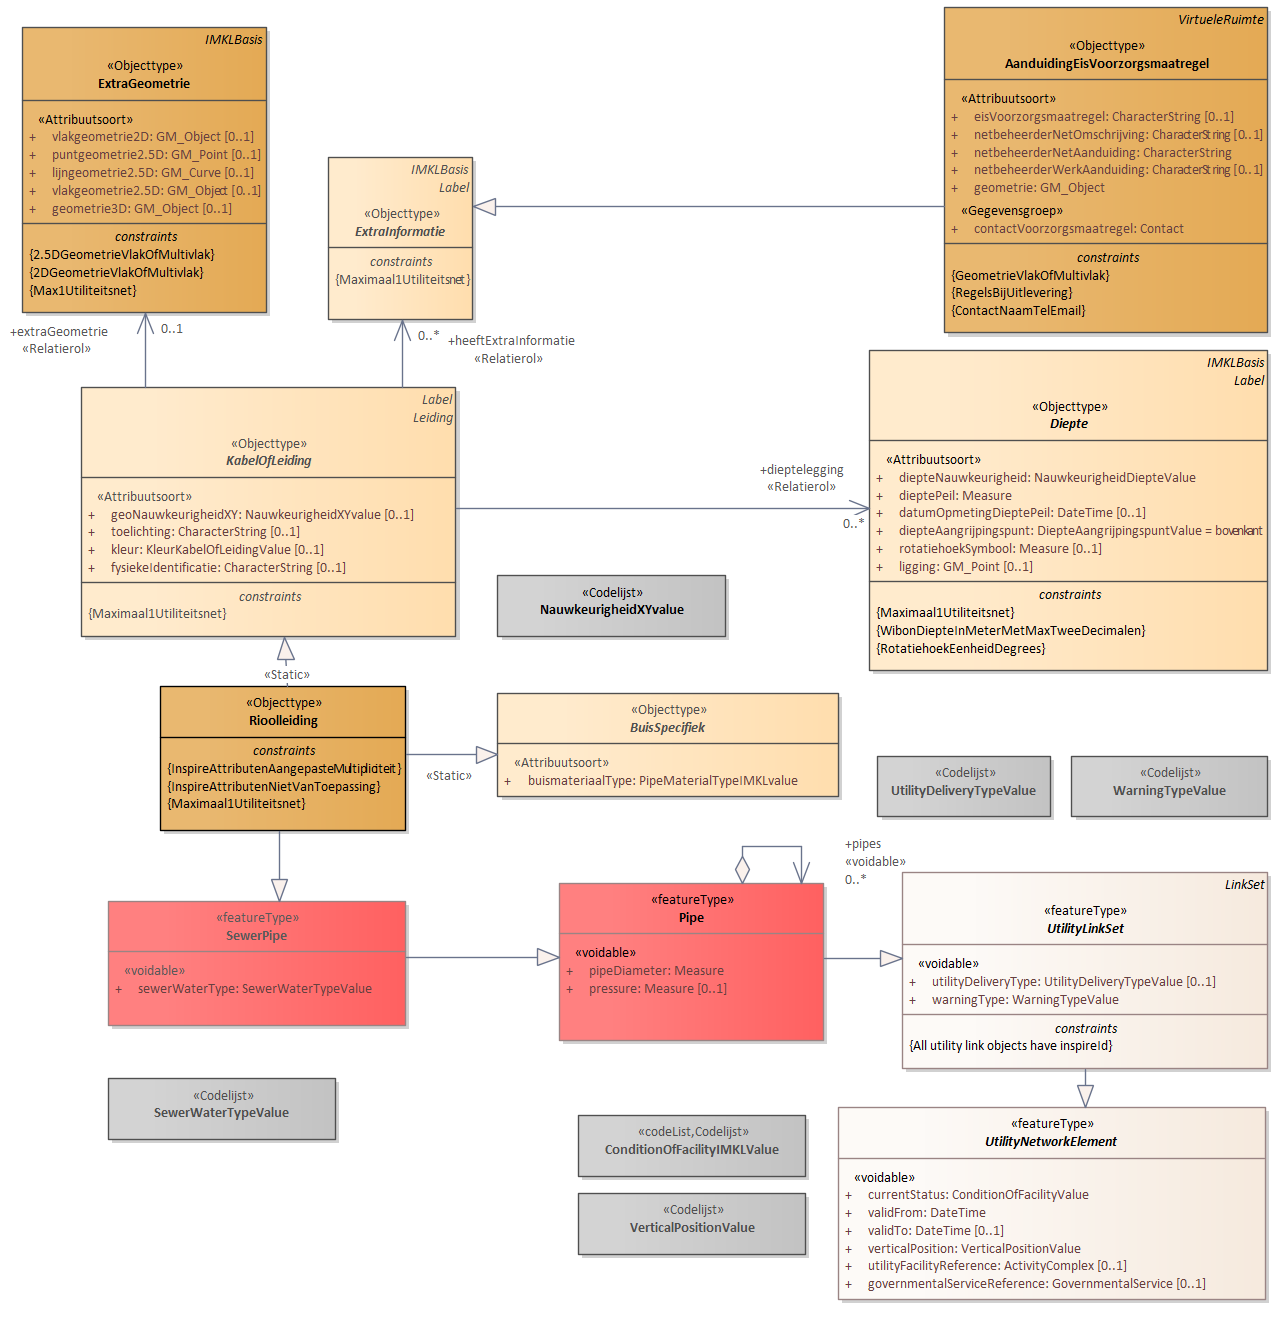 IMKLBasis
«Objecttype»
ExtraGeometrie
«Attribuutsoort»
+ vlakgeometrie2D: GM_Object [0..1]
+ puntgeometrie2.5D: GM_Point [0..1]
+ lijngeometrie2.5D: GM_Curve [0..1]
+ vlakgeometrie2.5D: GM_Object [0..1]
+ geometrie3D: GM_Object [0..1]
constraints
{2.5DGeometrieVlakOfMultivlak}
{2DGeometrieVlakOfMultivlak}
{Max1Utiliteitsnet}
+extraGeometrie
«Relatierol»
0..1
IMKLBasis
Label
«Objecttype»
ExtraInformatie
constraints
{Maximaal1Utiliteitsnet}
0..*
+heeftExtraInformatie
«Relatierol»
VirtueleRuimte
«Objecttype»
AanduidingEisVoorzorgsmaatregel
«Attribuutsoort»
+ eisVoorzorgsmaatregel: CharacterString [0..1]
+ netbeheerderNetOmschrijving: CharacterString [0..1]
+ netbeheerderNetAanduiding: CharacterString
+ netbeheerderWerkAanduiding: CharacterString [0..1]
+ geometrie: GM_Object
«Gegevensgroep»
+ contactVoorzorgsmaatregel: Contact
constraints
{GeometrieVlakOfMultivlak}
{RegelsBijUitlevering}
{ContactNaamTelEmail}
Label
Leiding
«Objecttype»
KabelOfLeiding
«Attribuutsoort»
+ geoNauwkeurigheidXY: NauwkeurigheidXYvalue [0..1]
+ toelichting: CharacterString [0..1]
+ kleur: KleurKabelOfLeidingValue [0..1]
+ fysiekeIdentificatie: CharacterString [0..1]
constraints
{Maximaal1Utiliteitsnet}
+dieptelegging
«Relatierol»
0..*
IMKLBasis
Label
«Objecttype»
Diepte
«Attribuutsoort»
+ diepteNauwkeurigheid: NauwkeurigheidDiepteValue
+ dieptePeil: Measure
+ datumOpmetingDieptePeil: DateTime [0..1]
+ diepteAangrijpingspunt: DiepteAangrijpingspuntValue = bovenkant
+ rotatiehoekSymbool: Measure [0..1]
+ ligging: GM_Point [0..1]
constraints
{Maximaal1Utiliteitsnet}
{WibonDiepteInMeterMetMaxTweeDecimalen}
{RotatiehoekEenheidDegrees}
«Codelijst»
NauwkeurigheidXYvalue
«Static»
«Objecttype»
Rioolleiding
constraints
{InspireAttributenAangepasteMultipliciteit}
{InspireAttributenNietVanToepassing}
{Maximaal1Utiliteitsnet}
«Static»
«Objecttype»
BuisSpecifiek
«Attribuutsoort»
+ buismateriaalType: PipeMaterialTypeIMKLvalue
«Codelijst»
UtilityDeliveryTypeValue
«Codelijst»
WarningTypeValue
«featureType»
SewerPipe
«voidable»
+ sewerWaterType: SewerWaterTypeValue
«featureType»
Pipe
«voidable»
+ pipeDiameter: Measure
+ pressure: Measure [0..1]
+pipes
«voidable»
0..*
LinkSet
«featureType»
UtilityLinkSet
«voidable»
+ utilityDeliveryType: UtilityDeliveryTypeValue [0..1]
+ warningType: WarningTypeValue
constraints
{All utility link objects have inspireId}
«Codelijst»
SewerWaterTypeValue
«codeList,Codelijst»
ConditionOfFacilityIMKLValue
«Codelijst»
VerticalPositionValue
«featureType»
UtilityNetworkElement
«voidable»
+ currentStatus: ConditionOfFacilityValue
+ validFrom: DateTime
+ validTo: DateTime [0..1]
+ verticalPosition: VerticalPositionValue
+ utilityFacilityReference: ActivityComplex [0..1]
+ governmentalServiceReference: GovernmentalService [0..1]